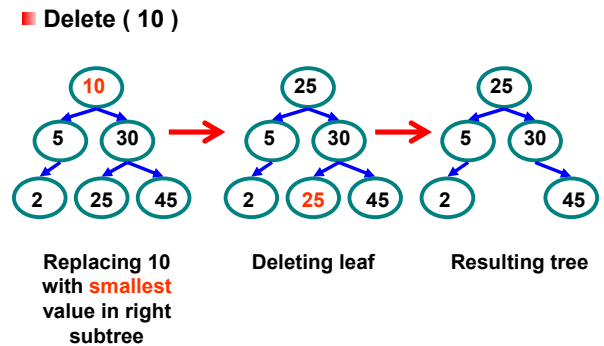 Delete ( 10 )
10 25 25
5 30 5 30 5 30
2 25 45 2 25 45 2 45
Replacing 10
with smallest
value in right
subtree
Deleting leaf
Resulting tree